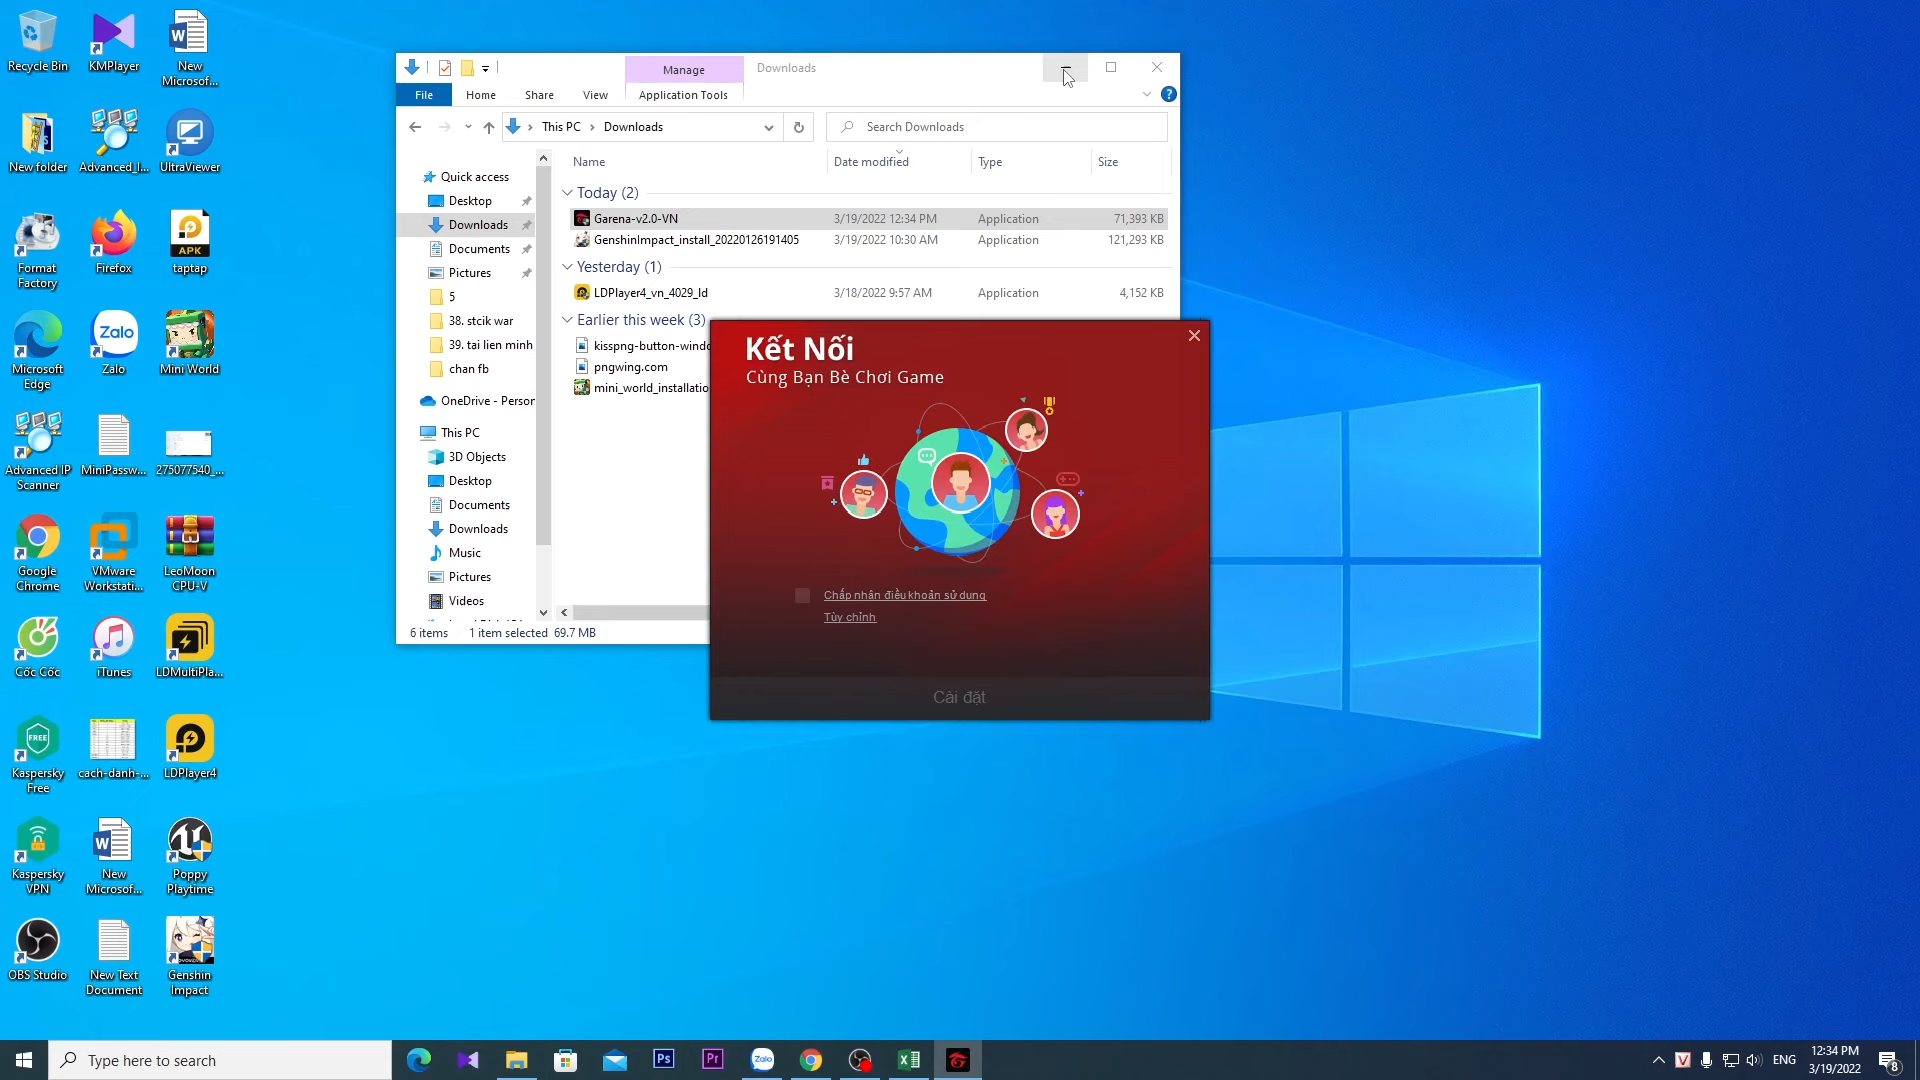 Recycle Bin
KMPlayer
New
Microsof...
New folder
Advanced_I...
UltraViewer
Format
Factory
Firefox
APK
taptap
Microsoft
Edge
Zalo
Zalo
Mini World
Advanced IP
Scanner
MiniPassw...
275077540_...
Google
Chrome
VMware
Workstati...
LeoMoon
CPU-V
Cốc Cốc
iTunes
LDMultiPla...
FREE
Kaspersky
Free
cach-danh-...
LDPlayer4
Kaspersky
VPN
New
Microsof...
Poppy
Playtime
OBS Studio
New Text
Document
Genshin
Impact
Manage
Downloads
File
Home
Share
View
Application Tools
This PC
Downloads
Search Downloads
Name
Date modified
Type
Size
Quick access
Desktop
Downloads
Documents
Pictures
5
38. stcik war
39. tai lien minh
chan fb
OneDrive - Person
This PC
3D Objects
Desktop
Documents
Downloads
Music
Pictures
Videos
Today (2)
Garena-v2.0-VN 3/19/2022 12:34 PM Application 71,393 KB
GenshinImpact_install_20220126191405 3/19/2022 10:30 AM Application 121,293 KB
Yesterday (1)
LDPlayer4_vn_4029_ld 3/18/2022 9:57 AM Application 4,152 KB
Earlier this week (3)
kisspng-button-windo
pngwing.com
mini_world_installatio
6 items 1 item selected 69.7 MB
Kết Nối
Cùng Bạn Bè Chơi Game
Chấp nhận điều khoản sử dụng
Tùy chỉnh
Cài đặt
Type here to search
Ps
Pr
Zalo
V
ENG
12:34 PM
3/19/2022
8